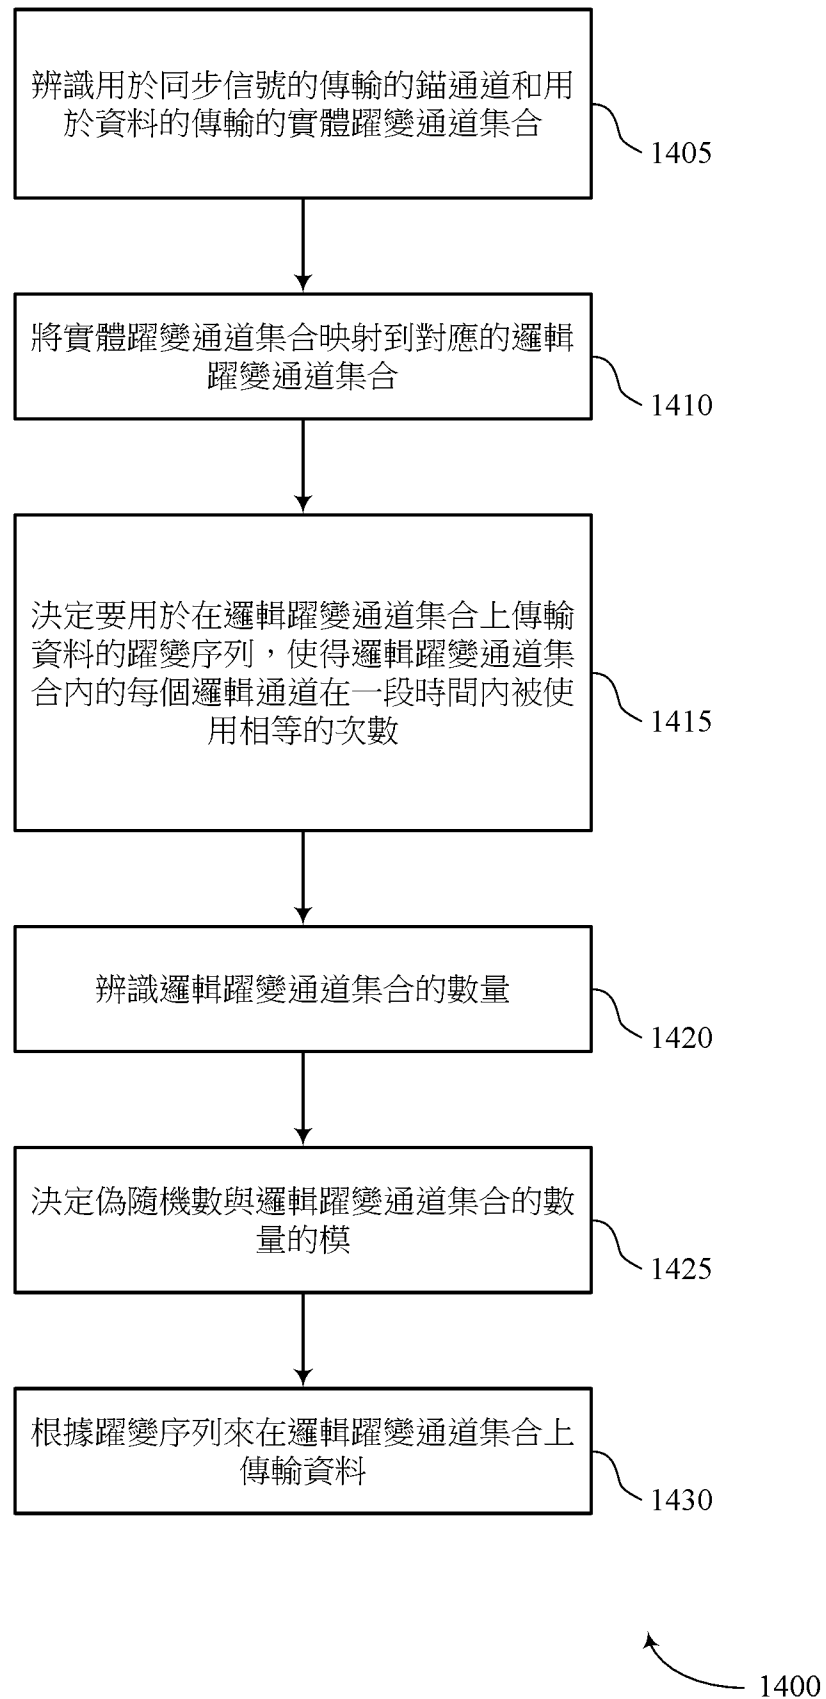 辨識用於同步信號的傳輸的錨通道和用
於資料的傳輸的實體躍變通道集合
1405
將實體躍變通道集合映射到對應的邏輯
躍變通道集合
1410
決定要用於在邏輯躍變通道集合上傳輸
資料的躍變序列，使得邏輯躍變通道集
合內的每個邏輯通道在一段時間內被使
用相等的次數
1415
辨識邏輯躍變通道集合的數量
1420
決定偽隨機數與邏輯躍變通道集合的數
量的模
1425
根據躍變序列來在邏輯躍變通道集合上
傳輸資料
1430
1400